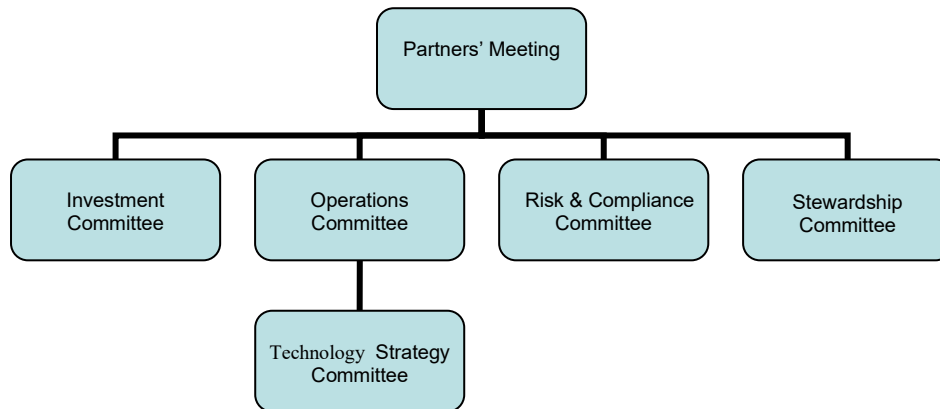 Partners’ Meeting
Investment
Committee
Operations
Committee
Risk & Compliance
Committee
Stewardship
Committee
Technology Strategy
Committee